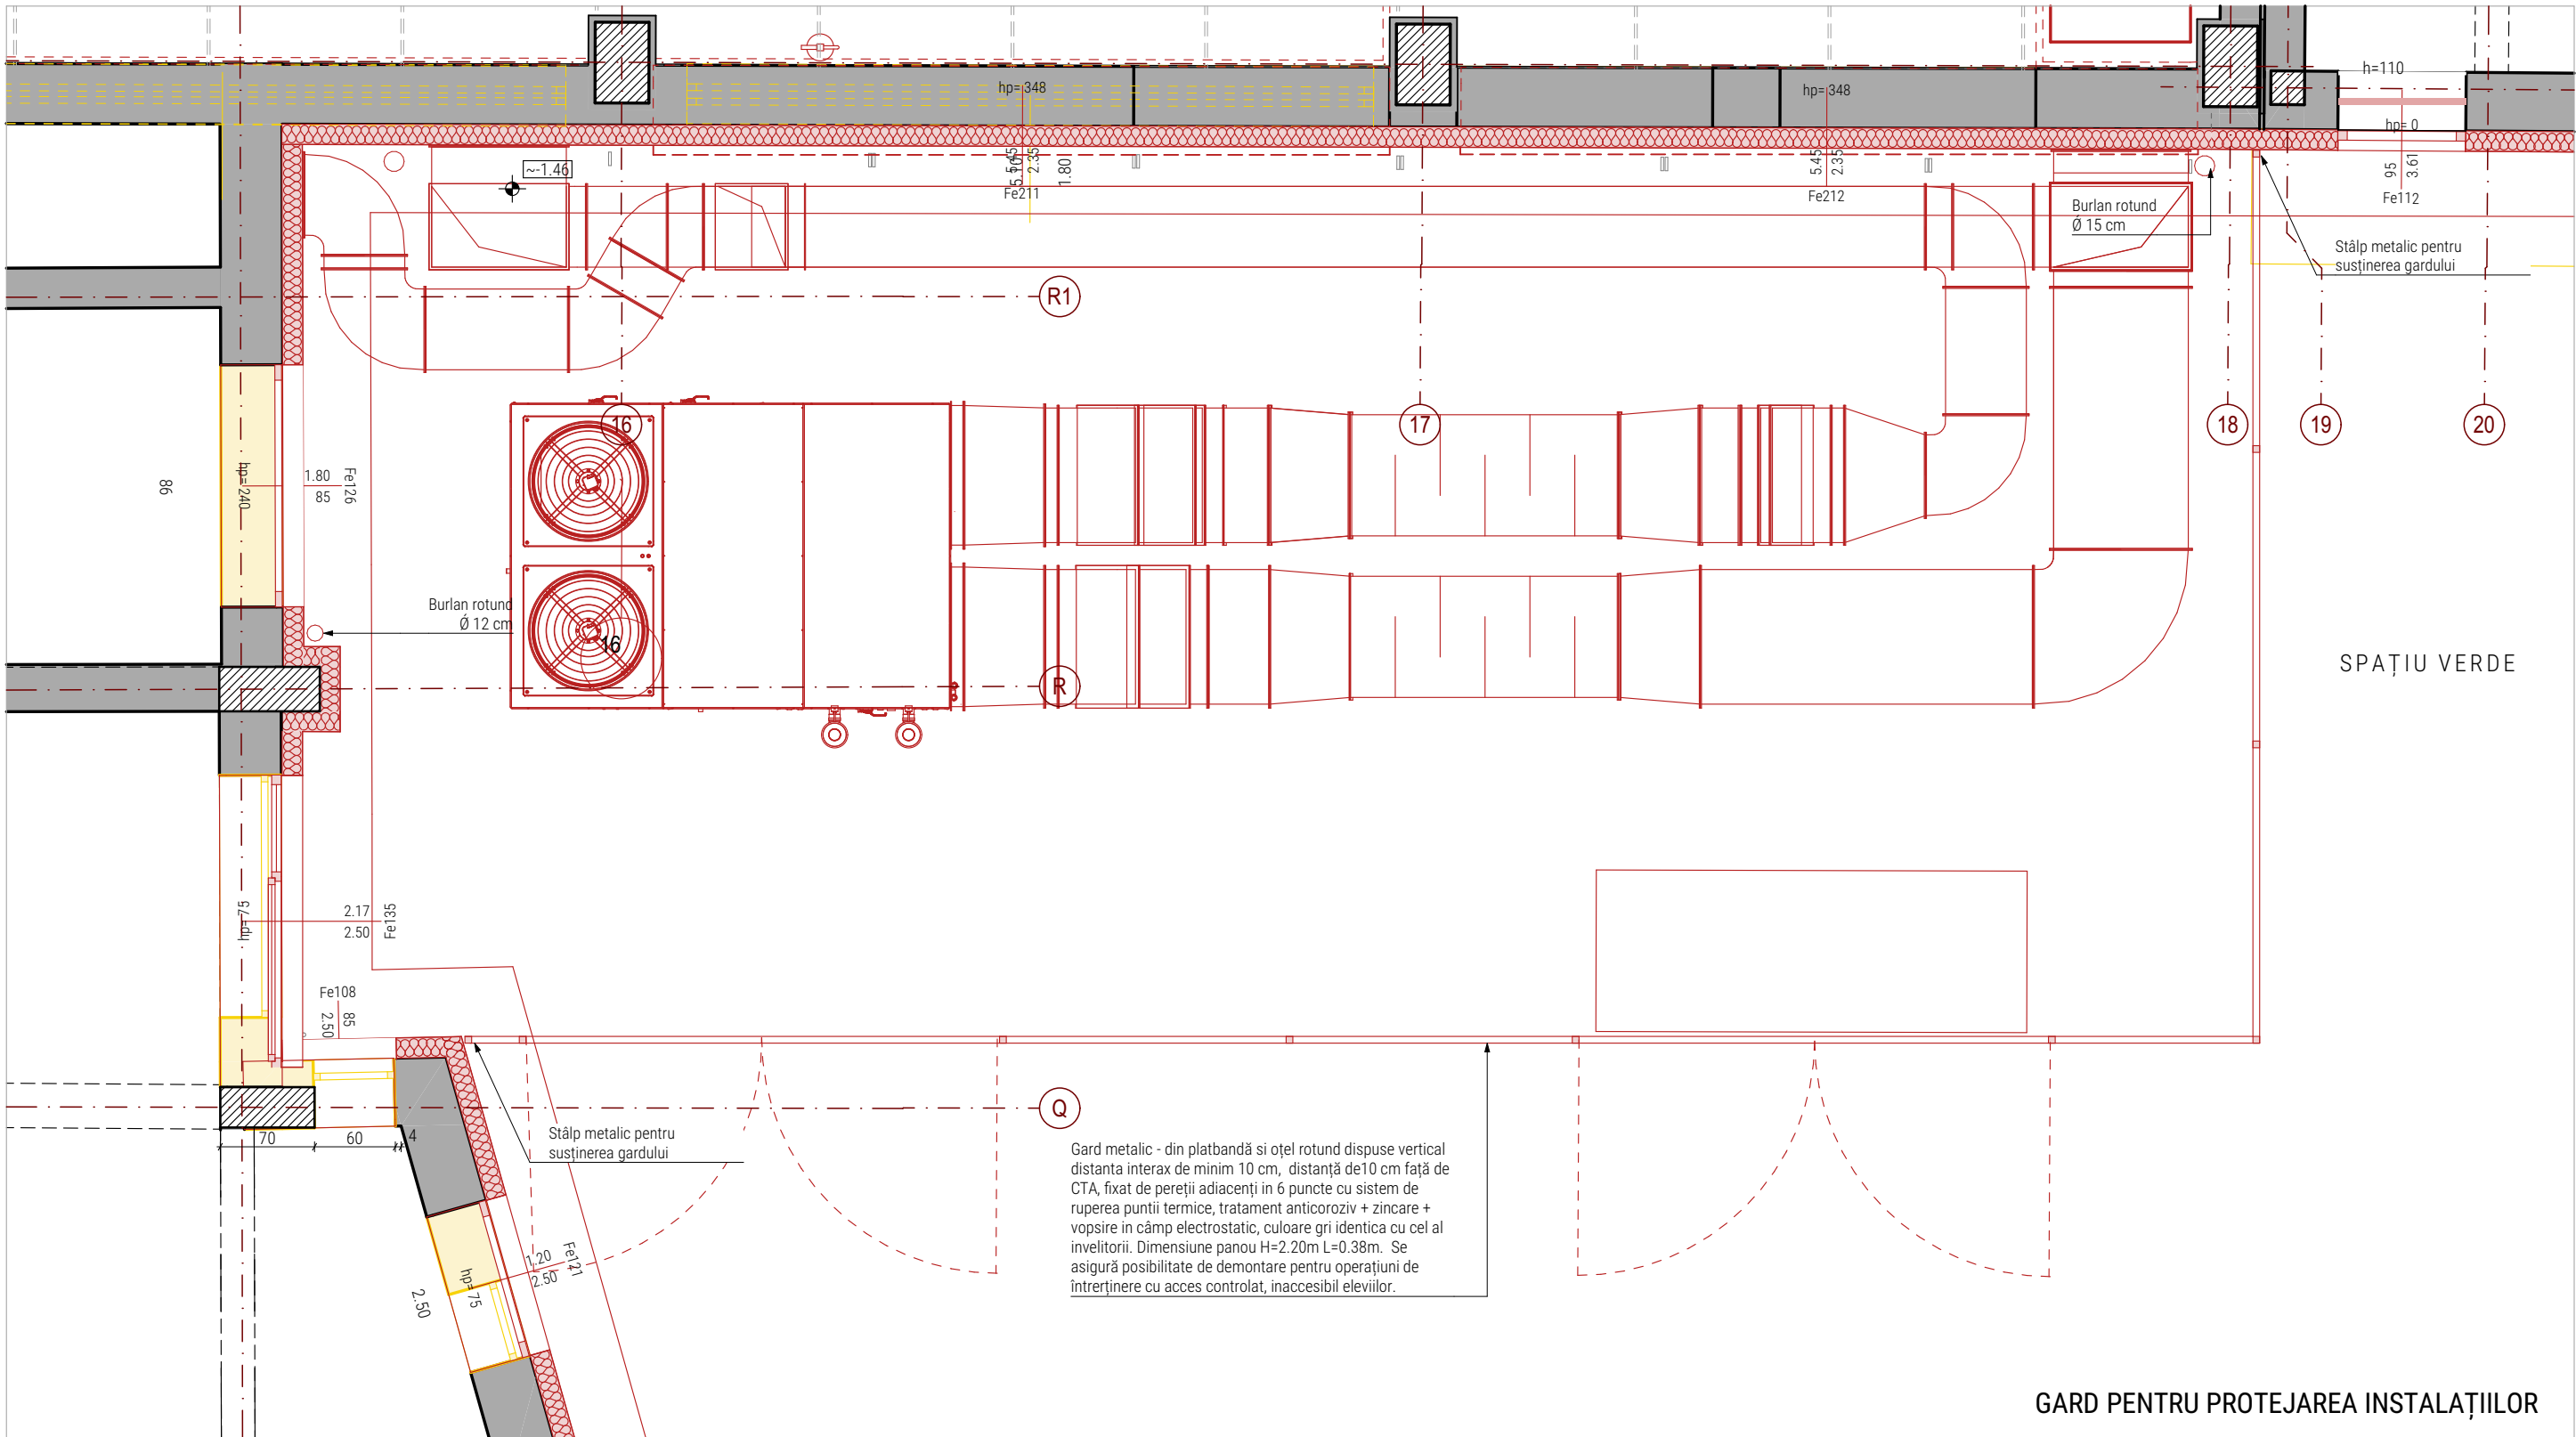 h=110
hp= 348
hp= 348
hp= 0
~-1.46
5.45
5.10
2.35
1.80
Fe211
5.45
2.35
Fe212
95
3.61
Fe112
Burlan rotund
Ø 15 cm
Stâlp metalic pentru
susținerea gardului
R1
16
17
18
19
20
hp=240
1.80
85
Fe126
86
Burlan rotund
Ø 12 cm
16
R
SPAȚIU VERDE
hp=75
2.17
2.50
Fe135
Fe108
85
2.50
Q
70
60
4
Stâlp metalic pentru
susținerea gardului
Gard metalic - din platbandă si oțel rotund dispuse vertical
distanta interax de minim 10 cm, distanță de10 cm față de
CTA, fixat de pereții adiacenți in 6 puncte cu sistem de
ruperea puntii termice, tratament anticoroziv + zincare +
vopsire in câmp electrostatic, culoare gri identica cu cel al
invelitorii. Dimensiune panou H=2.20m L=0.38m. Se
asigură posibilitate de demontare pentru operațiuni de
întreținere cu acces controlat, inaccesibil eleviilor.
1.20
2.50
Fe121
hp=75
2.50
GARD PENTRU PROTEJAREA INSTALAȚIILOR